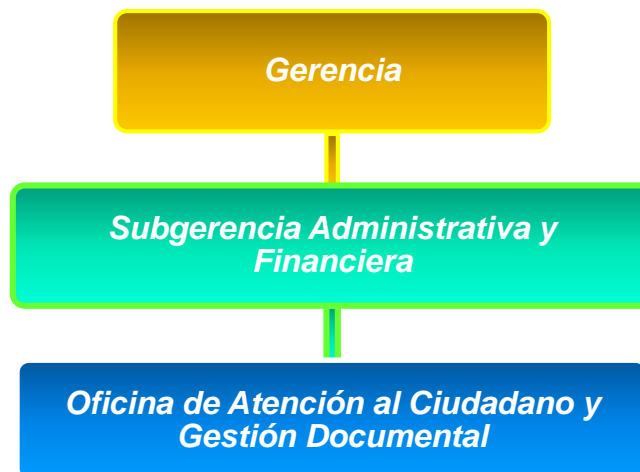 Gerencia
Subgerencia Administrativa y
Financiera
Oficina de Atención al Ciudadano y
Gestión Documental